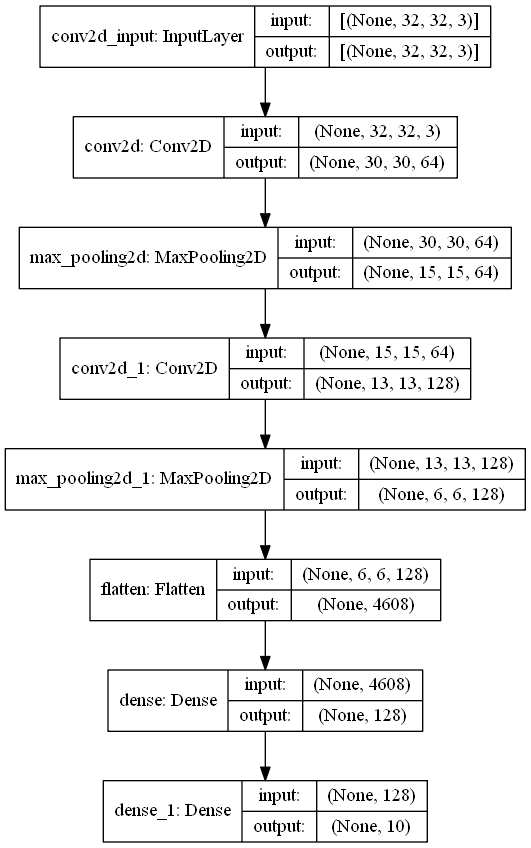 conv2d_input: InputLayer input: [(None, 32, 32, 3)]
output: [(None, 32, 32, 3)]
conv2d: Conv2D input: (None, 32, 32, 3)
output: (None, 30, 30, 64)
max_pooling2d: MaxPooling2D input: (None, 30, 30, 64)
output: (None, 15, 15, 64)
conv2d_1: Conv2D input: (None, 15, 15, 64)
output: (None, 13, 13, 128)
max_pooling2d_1: MaxPooling2D input: (None, 13, 13, 128)
output: (None, 6, 6, 128)
flatten: Flatten input: (None, 6, 6, 128)
output: (None, 4608)
dense: Dense input: (None, 4608)
output: (None, 128)
dense_1: Dense input: (None, 128)
output: (None, 10)